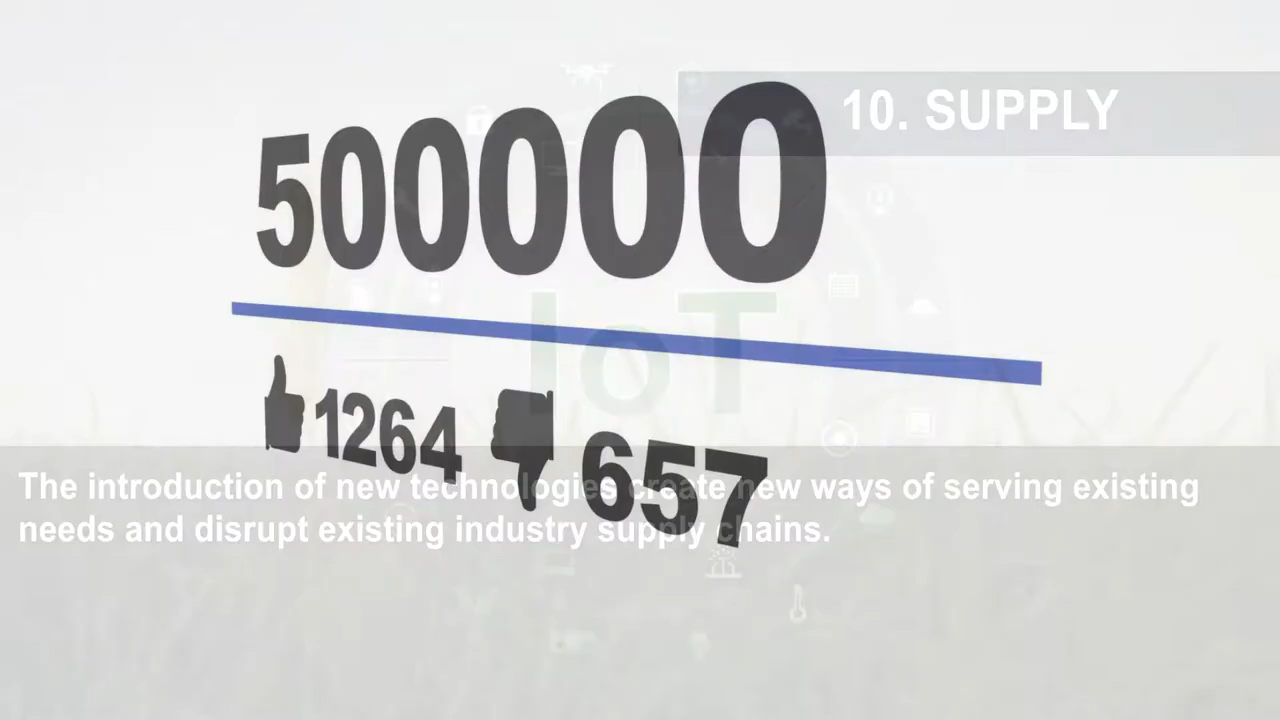 10. SUPPLY
500000
IoT
1264 657
The introduction of new technologies create new ways of serving existing
needs and disrupt existing industry supply chains.